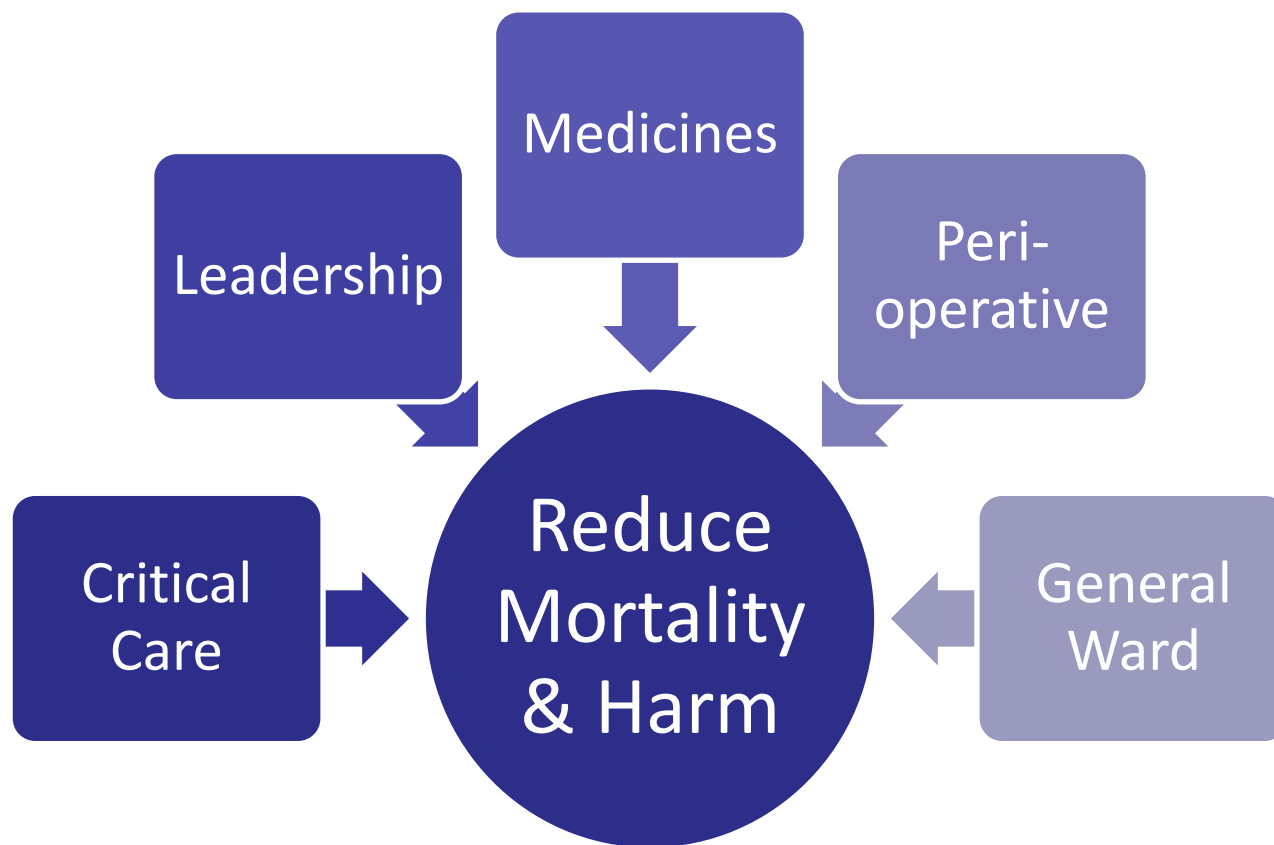 Medicines
Leadership
Peri-
operative
Critical
Care
Reduce
Mortality
& Harm
General
Ward